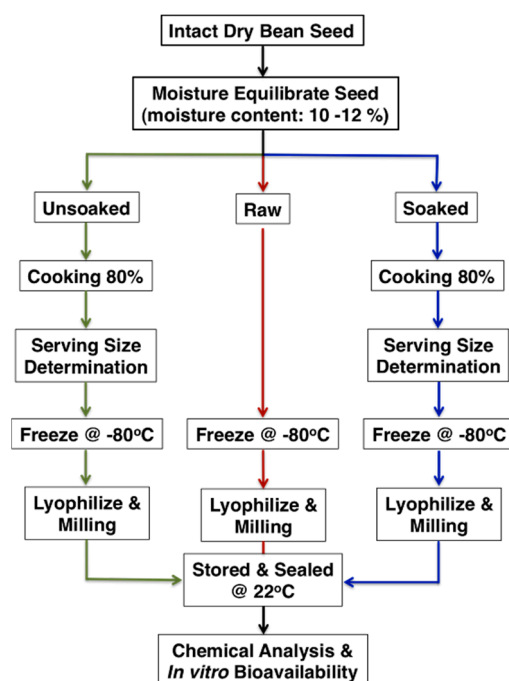 Intact Dry Bean Seed
Moisture Equilibrate Seed
(moisture content: 10 -12 %)
Unsoaked
Raw
Soaked
Cooking 80%
Cooking 80%
Serving Size
Determination
Serving Size
Determination
Freeze @ -80ºC
Freeze @ -80ºC
Freeze @ -80ºC
Lyophilize &
Milling
Lyophilize &
Milling
Lyophilize &
Milling
Stored & Sealed
@ 22ºC
Chemical Analysis &
In vitro Bioavailability